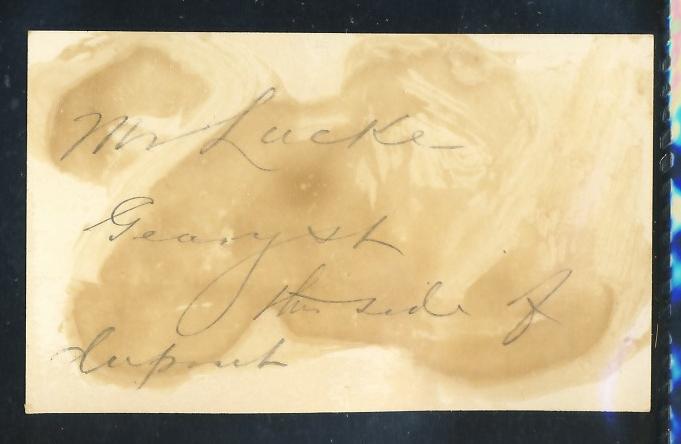 Mr Lucke
Geary st
this side of
dupont